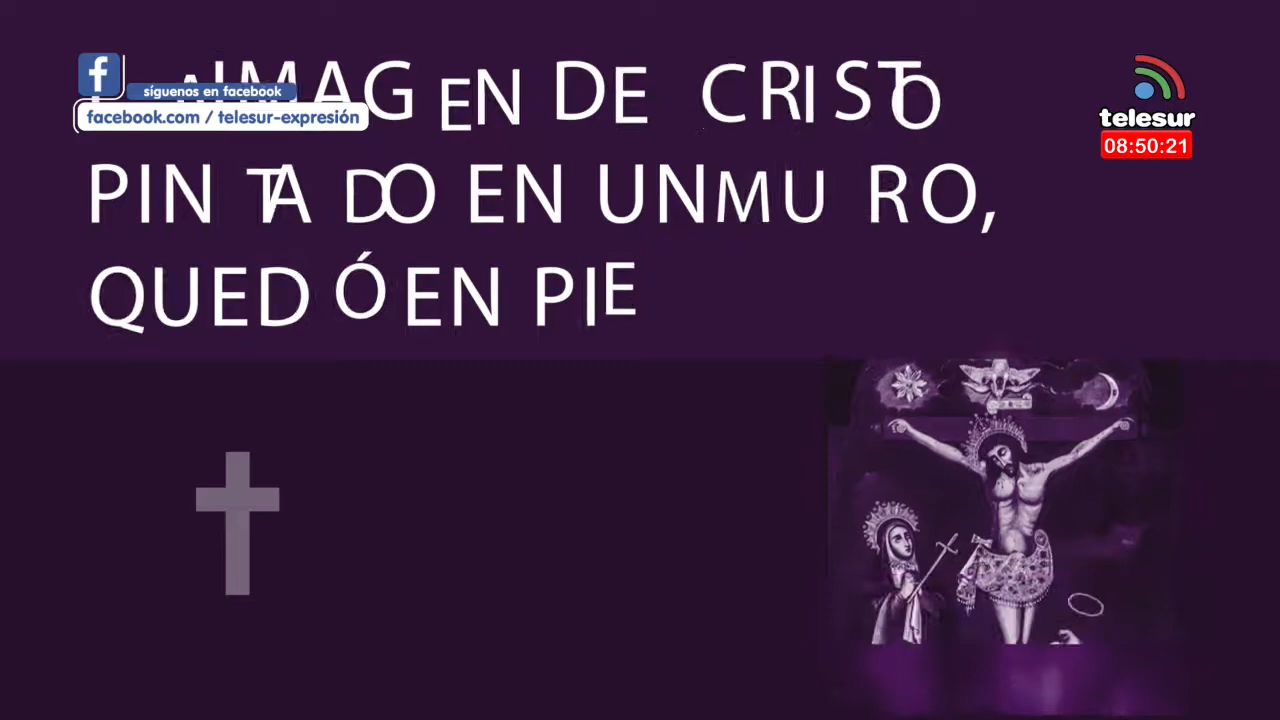 LA IMAGEN DE CRISTO
PINTADO EN UN MURO,
QUEDÓ EN PIE
síguenos en facebook
facebook.com / telesur-expresión
telesur
08:50:21